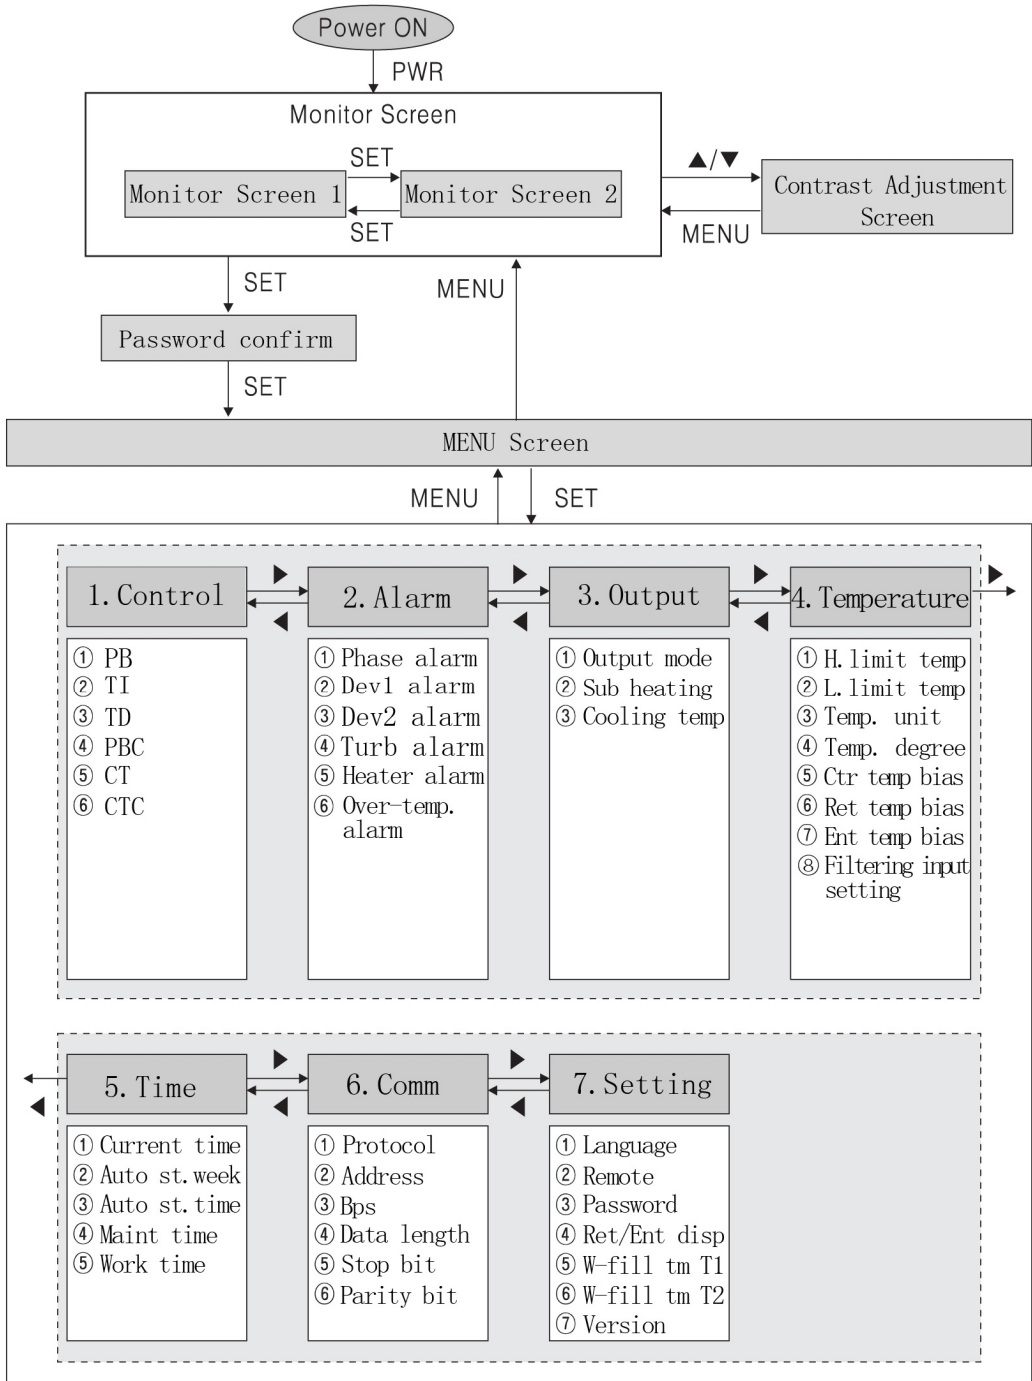 Power ON
PWR
Monitor Screen
SET
▲/▼
Monitor Screen 1
Monitor Screen 2
Contrast Adjustment
Screen
SET
MENU
SET
MENU
Password confirm
SET
MENU Screen
MENU
SET
1.Control
▶
◀
2.Alarm
▶
◀
3.Output
▶
◀
4.Temperature
▶
① PB
② TI
③ TD
④ PBC
⑤ CT
⑥ CTC
① Phase alarm
② Dev1 alarm
③ Dev2 alarm
④ Turb alarm
⑤ Heater alarm
⑥ Over-temp.
alarm
① Output mode
② Sub heating
③ Cooling temp
① H.limit temp
② L.limit temp
③ Temp. unit
④ Temp. degree
⑤ Ctr temp bias
⑥ Ret temp bias
⑦ Ent temp bias
⑧ Filtering input
setting
◀
5.Time
▶
◀
6.Comm
▶
◀
7.Setting
① Current time
② Auto st.week
③ Auto st.time
④ Maint time
⑤ Work time
① Protocol
② Address
③ Bps
④ Data length
⑤ Stop bit
⑥ Parity bit
① Language
② Remote
③ Password
④ Ret/Ent disp
⑤ W-fill tm T1
⑥ W-fill tm T2
⑦ Version